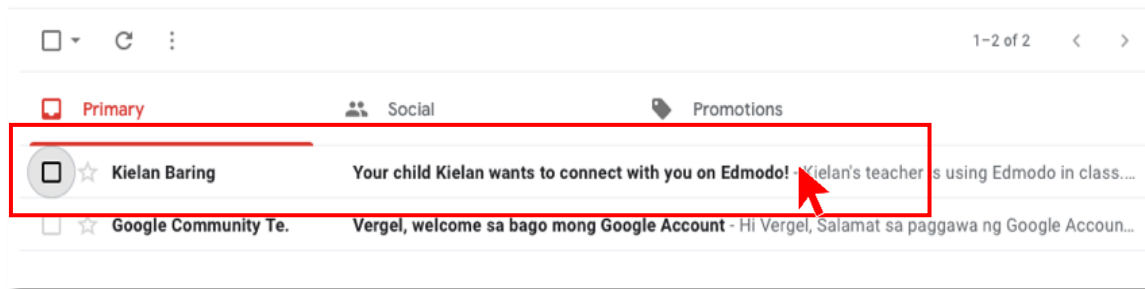 1–2 of 2
Primary Social Promotions
Kielan Baring Your child Kielan wants to connect with you on Edmodo! - Kielan's teacher is using Edmodo in class....
Google Community Te. Vergel, welcome sa bago mong Google Account - Hi Vergel, Salamat sa paggawa ng Google Accoun...